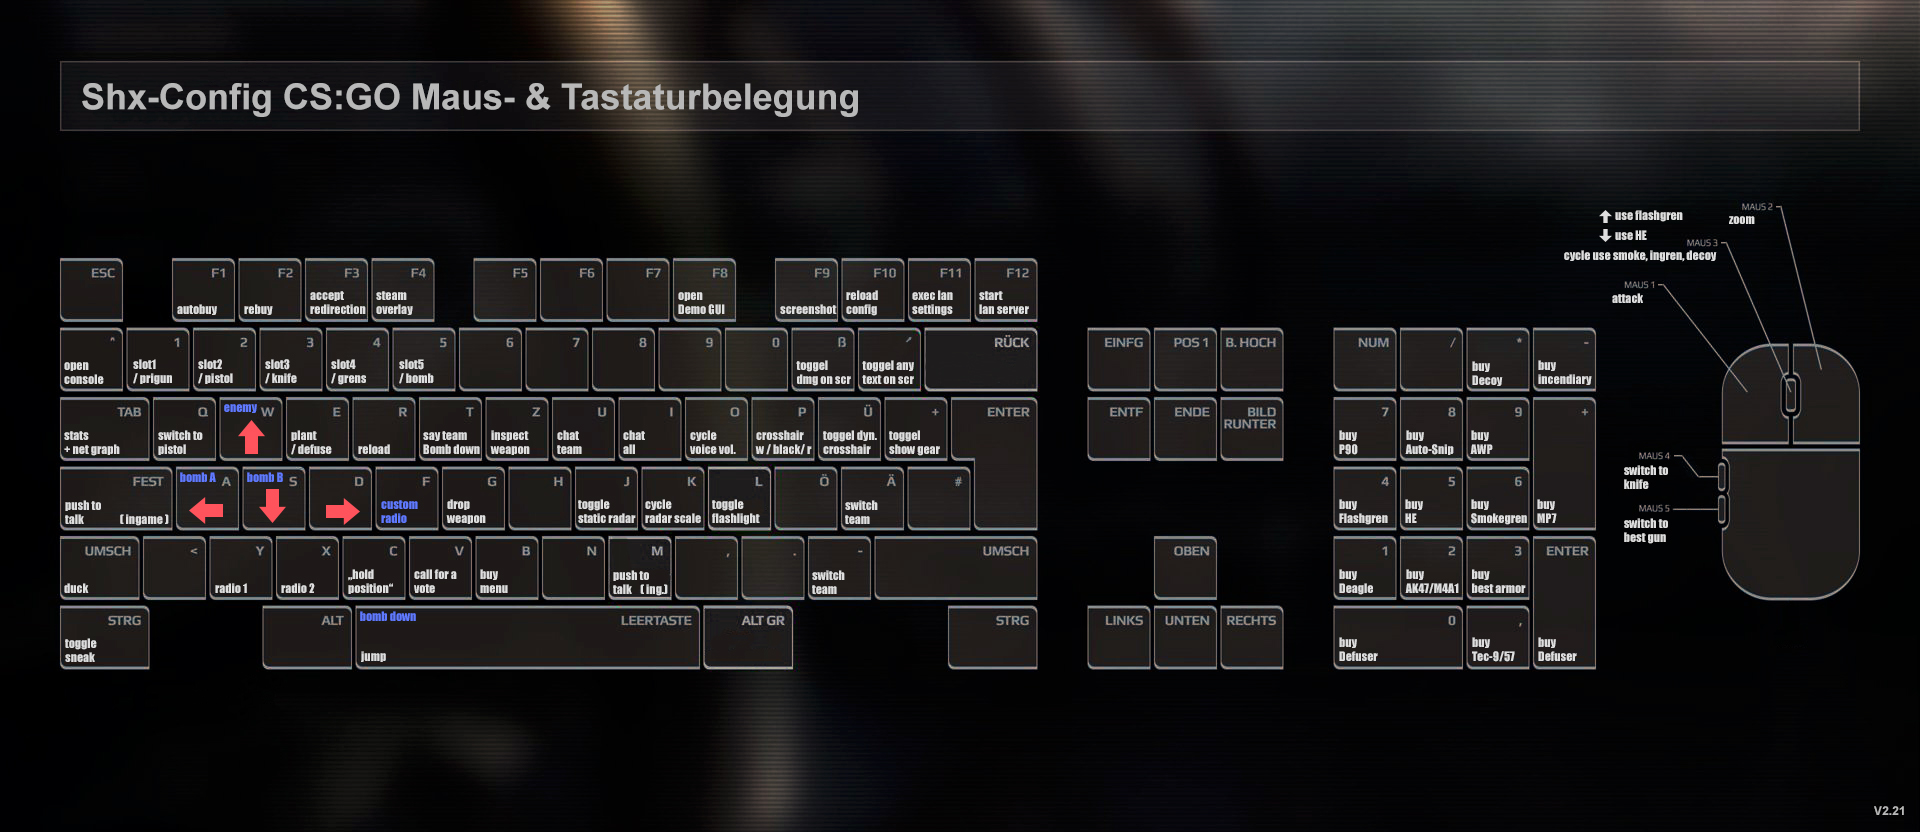 Shx-Config CS:GO Maus- & Tastaturbelegung
MAUS 2
zoom
use flashgren
use HE
MAUS 3
cycle use smoke, ingren, decoy
MAUS 1
attack
ESC
F1
autobuy
F2
rebuy
F3
accept
redirection
F4
steam
overlay
F5
F6
F7
F8
open
Demo GUI
F9
screenshot
F10
reload
config
F11
exec lan
settings
F12
start
lan server
^
open
console
1
slot1
/ prigun
2
slot2
/ pistol
3
slot3
/ knife
4
slot4
/ grens
5
slot5
/ bomb
6
7
8
9
0
ß
toggel
dmg on scr
´
toggel any
text on scr
RÜCK
EINFG
POS 1
B. HOCH
NUM
/
*
buy
Decoy
-
buy
incendiary
TAB
stats
+ net graph
Q
switch to
pistol
enemy W
E
plant
/ defuse
R
reload
T
say team
Bomb down
Z
inspect
weapon
U
chat
team
I
chat
all
O
cycle
voice vol.
P
crosshair
w / black/ r
Ü
toggel dyn.
crosshair
+
toggel
show gear
ENTER
ENTF
ENDE
BILD
RUNTER
7
buy
P90
8
buy
Auto-Snip
9
buy
AWP
+
buy
MP7
MAUS 4
switch to
knife
MAUS 5
switch to
best gun
FEST
push to
talk ( ingame )
bomb A A
bomb B S
D
F
custom
radio
G
drop
weapon
H
J
toggle
static radar
K
cycle
radar scale
L
toggle
flashlight
Ö
Ä
switch
team
#
4
buy
Flashgren
5
buy
HE
6
buy
Smokegren
UMSCH
duck
<
Y
radio 1
X
radio 2
C
„hold
position“
V
call for a
vote
B
buy
menu
N
M
push to
talk ( ing.)
,
.
-
switch
team
UMSCH
OBEN
1
buy
Deagle
2
buy
AK47/M4A1
3
buy
best armor
ENTER
buy
Defuser
STRG
toggle
sneak
ALT
bomb down
LEERTASTE
jump
ALT GR
STRG
LINKS
UNTEN
RECHTS
0
buy
Defuser
,
buy
Tec-9/57
V2.21